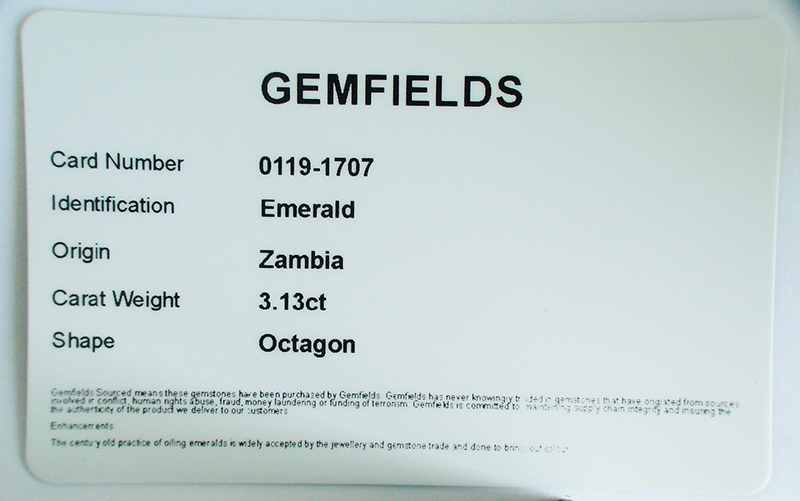 GEMFIELDS
Card Number 0119-1707
Identification Emerald
Origin Zambia
Carat Weight 3.13ct
Shape Octagon
Gemfields Sourced means these gemstones have been purchased by Gemfields. Gemfields has never knowingly traded in gemstones that have originated from sources
involved in conflict, human rights abuse, fraud, money laundering or funding of terrorism. Gemfields is committed to maintaining supply chain integrity and insuring the
the authenticity of the product we deliver to our customers
Enhancements
The century old practice of oiling emeralds is widely accepted by the jewellery and gemstone trade and done to bring out colour